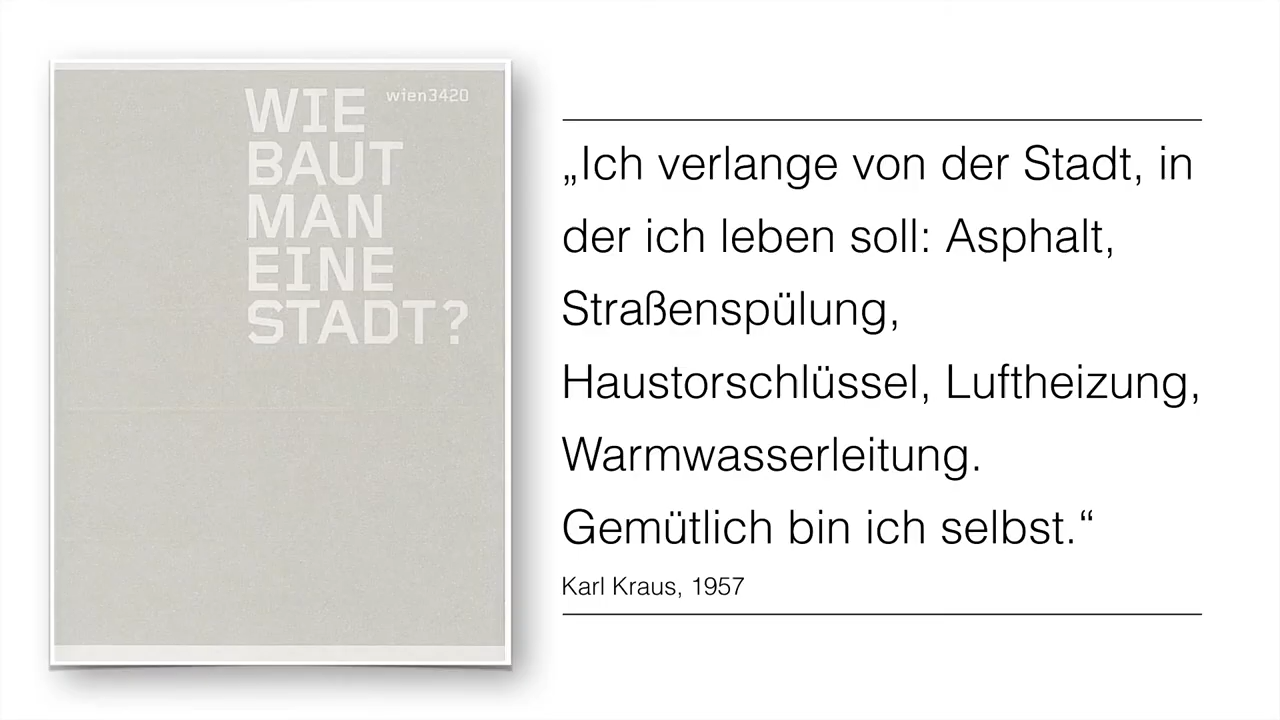 WIE
wien3420
BAUT
MAN
EINE
STADT?
„Ich verlange von der Stadt, in
der ich leben soll: Asphalt,
Straßenspülung,
Haustorschlüssel, Luftheizung,
Warmwasserleitung.
Gemütlich bin ich selbst.“
Karl Kraus, 1957